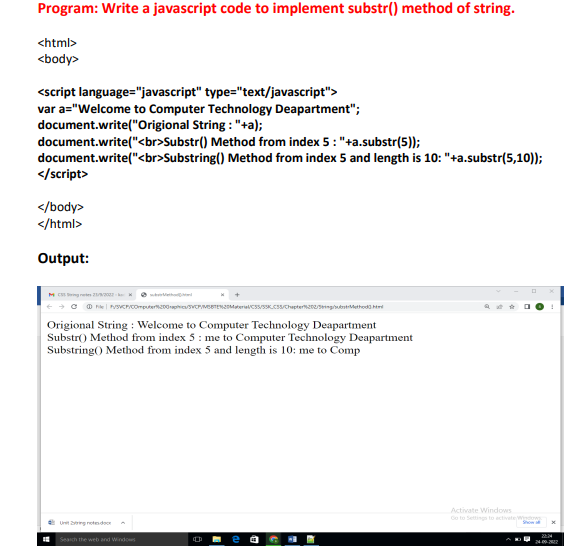 Program: Write a javascript code to implement substr() method of string.
<html>
<body>
<script language="javascript" type="text/javascript">
var a="Welcome to Computer Technology Deapartment";
document.write("Origional String : "+a);
document.write("<br>Substr() Method from index 5 : "+a.substr(5));
document.write("<br>Substring() Method from index 5 and length is 10: "+a.substr(5,10));
</script>
</body>
</html>
Output:
CSS String notes 23/9/2022 -
substrMethod().html
File | F:/SVCP/COmputer%20Graphics/SVCP/MSBTE%20Material/CSS/SSK_CSS/Chapter%202/String/substrMethod().html
Origional String : Welcome to Computer Technology Deapartment
Substr() Method from index 5 : me to Computer Technology Deapartment
Substring() Method from index 5 and length is 10: me to Comp
Activate Windows
Go to Settings to activate Windows.
Unit 2string notes.docx
Show all
Search the web and Windows
22:24
24-09-2022